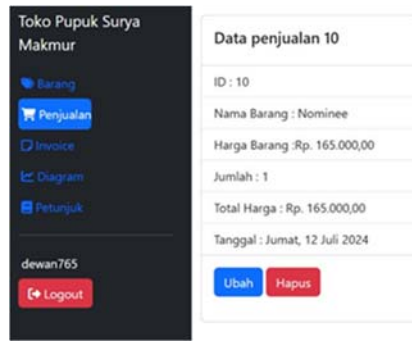 Toko Pupuk Surya
Makmur
Barang
Penjualan
Invoice
Diagram
Petunjuk
dewan765
Logout
Data penjualan 10
ID : 10
Nama Barang : Nominee
Harga Barang :Rp. 165.000,00
Jumlah : 1
Total Harga : Rp. 165.000,00
Tanggal : Jumat, 12 Juli 2024
Ubah Hapus